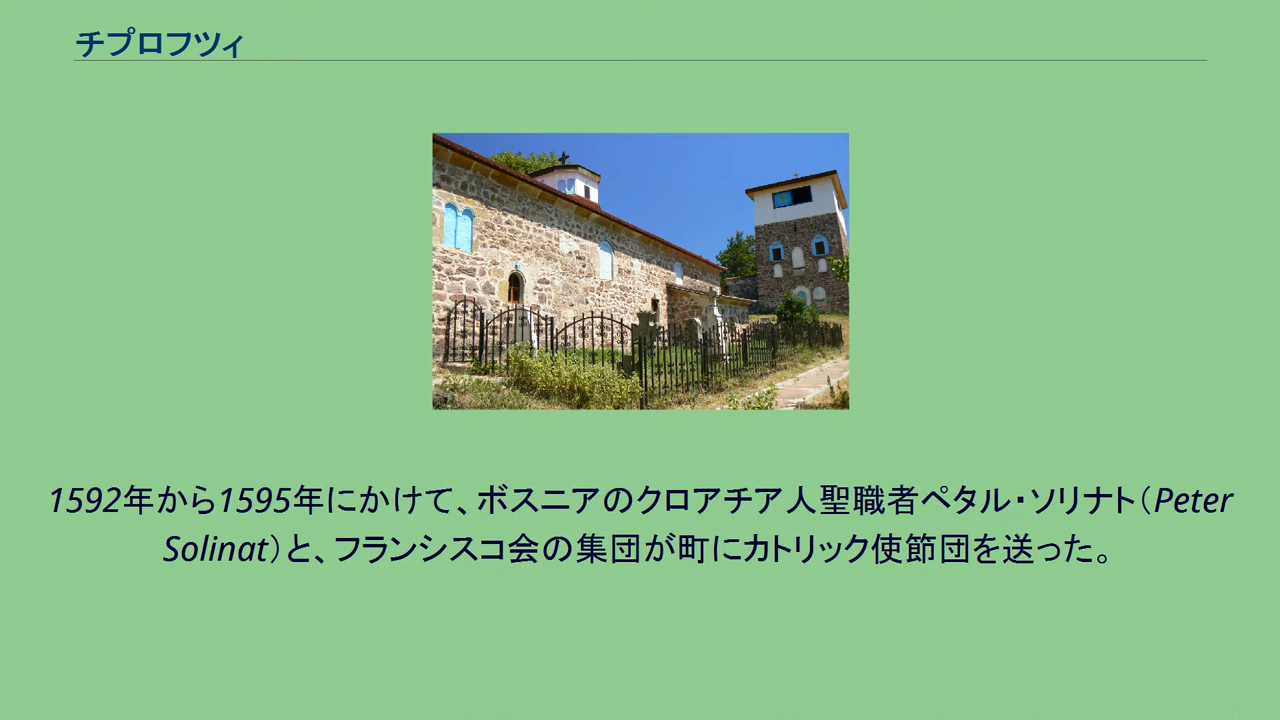 チプロフツィ
1592年から1595年にかけて、ボスニアのクロアチア人聖職者ペタル・ソリナト（Peter
Solinat）と、フランシスコ会の集団が町にカトリック使節団を送った。